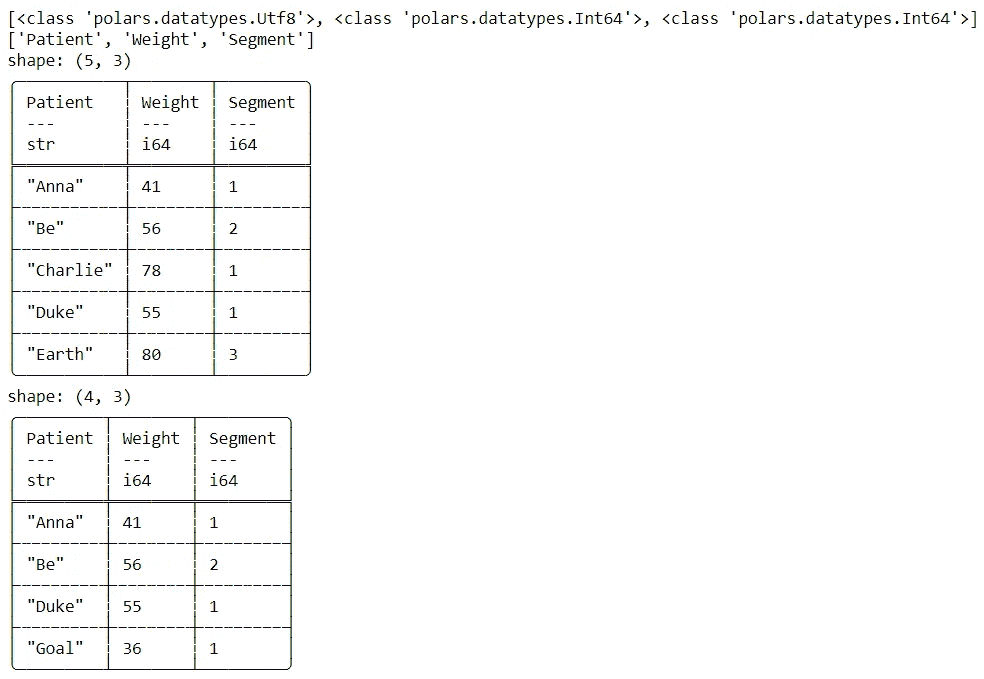 [<class 'polars.datatypes.Utf8'>, <class 'polars.datatypes.Int64'>, <class 'polars.datatypes.Int64'>]
['Patient', 'Weight', 'Segment']
shape: (5, 3)
Patient Weight Segment
--- --- ---
str i64 i64
"Anna" 41 1
"Be" 56 2
"Charlie" 78 1
"Duke" 55 1
"Earth" 80 3
shape: (4, 3)
Patient Weight Segment
--- --- ---
str i64 i64
"Anna" 41 1
"Be" 56 2
"Duke" 55 1
"Goal" 36 1